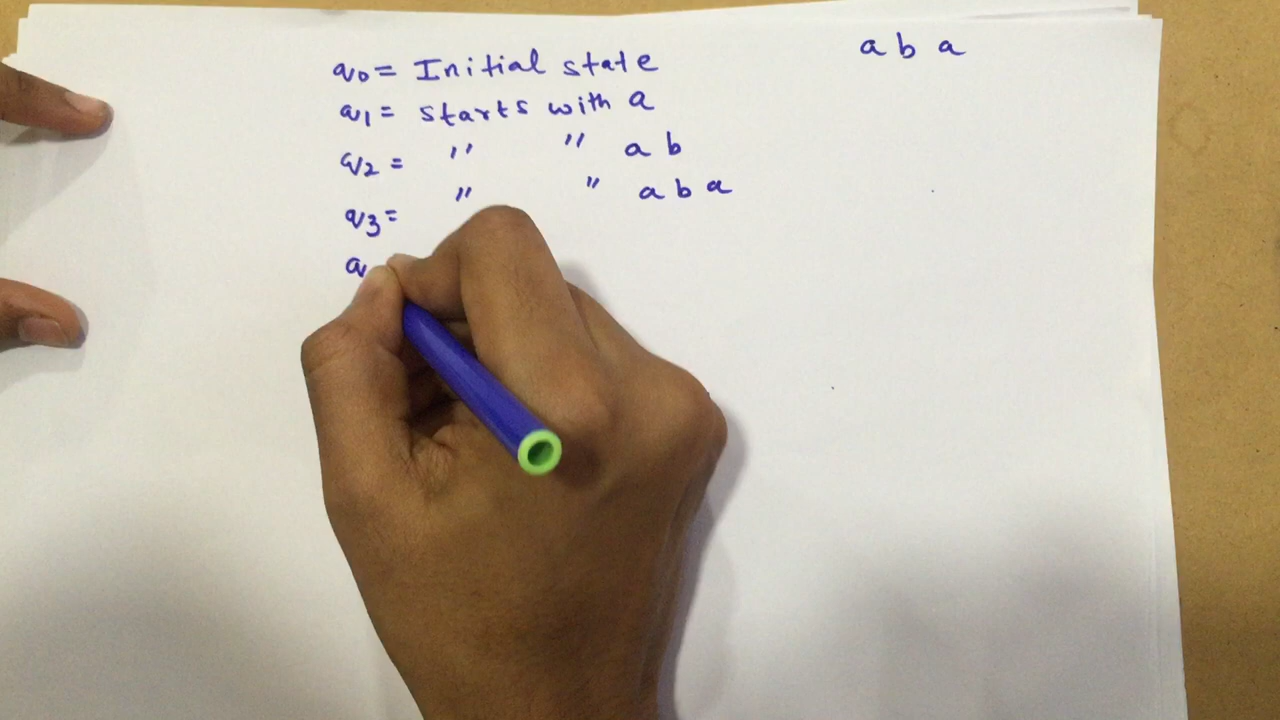 q0 = Initial state
a b a
q1 = starts with a
q2 = " " a b
q3 = " " a b a
q